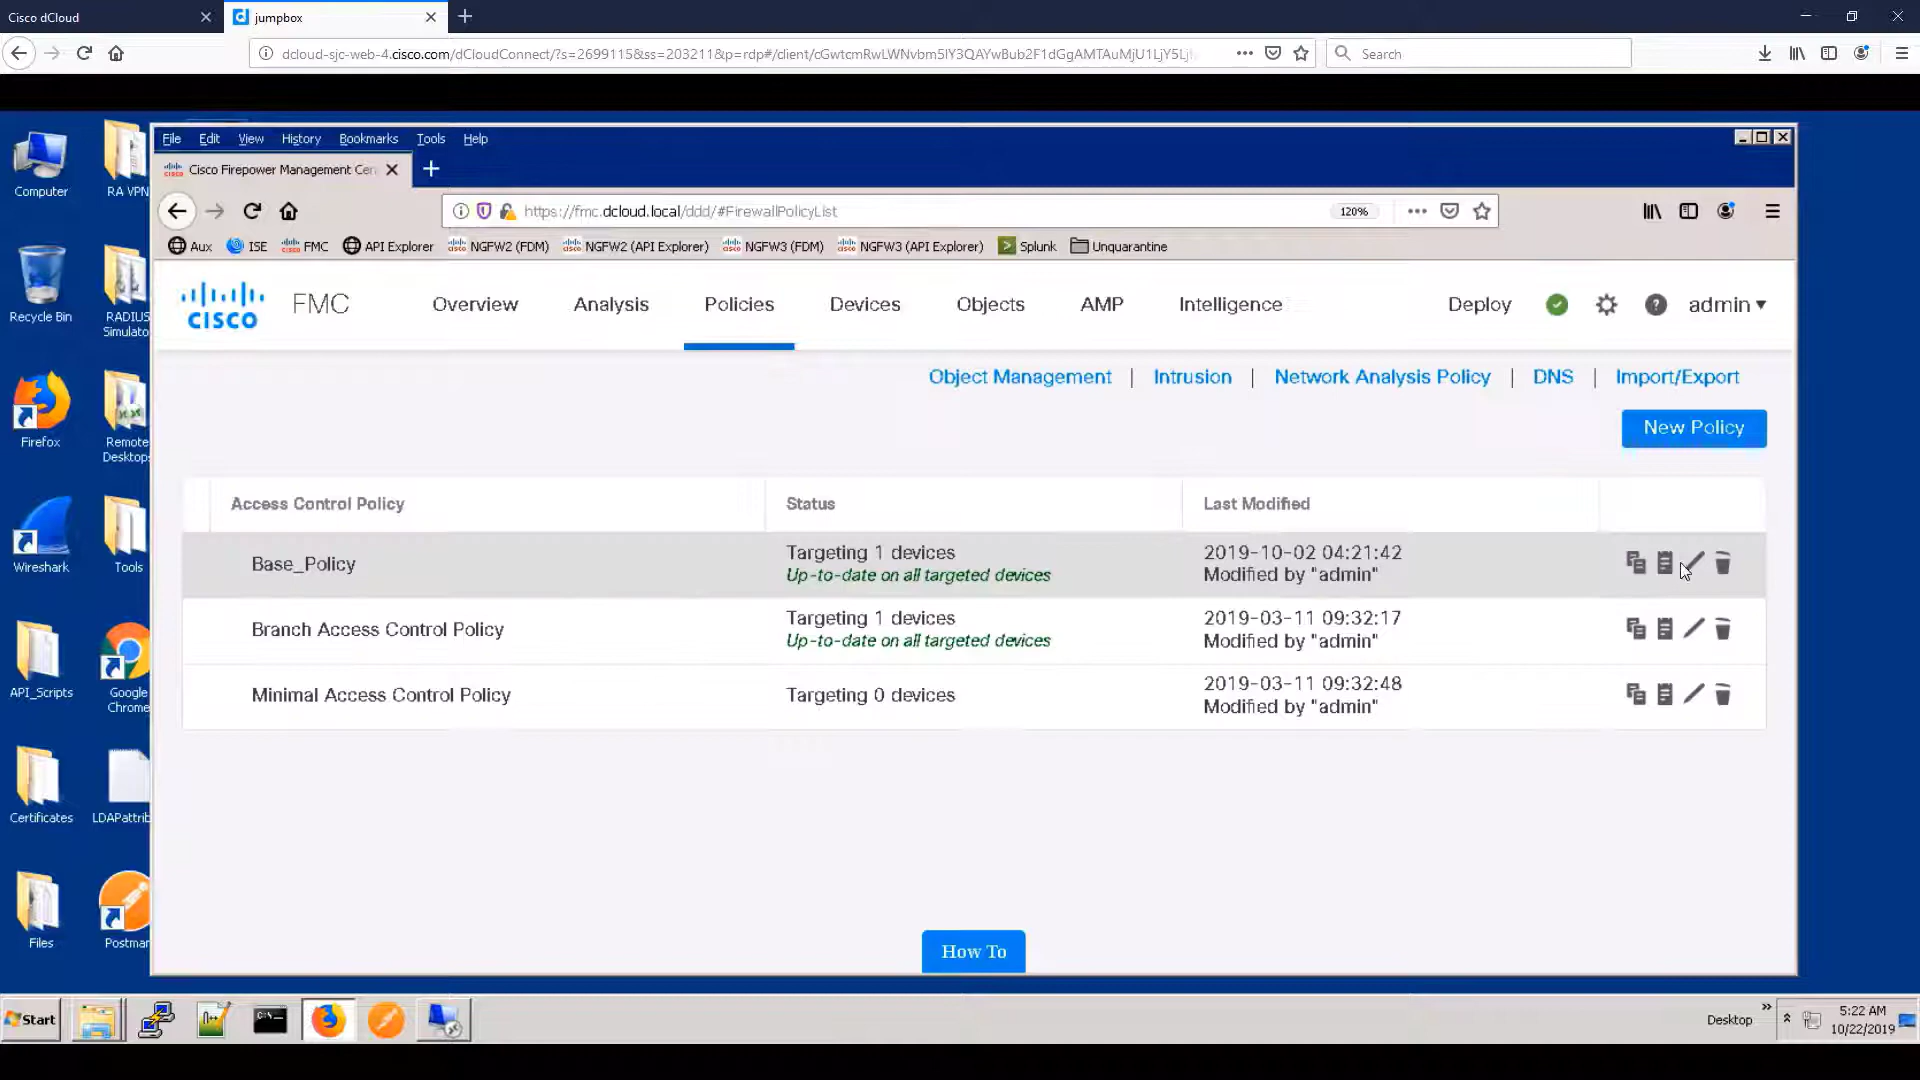 Cisco dCloud
jumpbox
dcloud-sjc-web-4.cisco.com/dCloudConnect/?s=2699115&ss=203211&p=rdp#/client/
Search
File Edit View History Bookmarks Tools Help
Cisco Firepower Management Cen
https://fmc.dcloud.local/ddd/#FirewallPolicyList
120%
Aux ISE FMC API Explorer NGFW2 (FDM) NGFW2 (API Explorer) NGFW3 (FDM) NGFW3 (API Explorer) Splunk Unquarantine
CISCO FMC Overview Analysis Policies Devices Objects AMP Intelligence Deploy admin
Object Management | Intrusion | Network Analysis Policy | DNS | Import/Export
New Policy
Access Control Policy Status Last Modified
Base_Policy
Targeting 1 devices
Up-to-date on all targeted devices
2019-10-02 04:21:42
Modified by "admin"
Branch Access Control Policy
Targeting 1 devices
Up-to-date on all targeted devices
2019-03-11 09:32:17
Modified by "admin"
Minimal Access Control Policy
Targeting 0 devices
2019-03-11 09:32:48
Modified by "admin"
How To
Computer
RA VPN
Recycle Bin
RADIUS
Simulato
Firefox
Remote
Desktops
Wireshark
Tools
API_Scripts
Google
Chrome
Certificates
LDAPattrib
Files
Postman
Start
Desktop
5:22 AM
10/22/2019